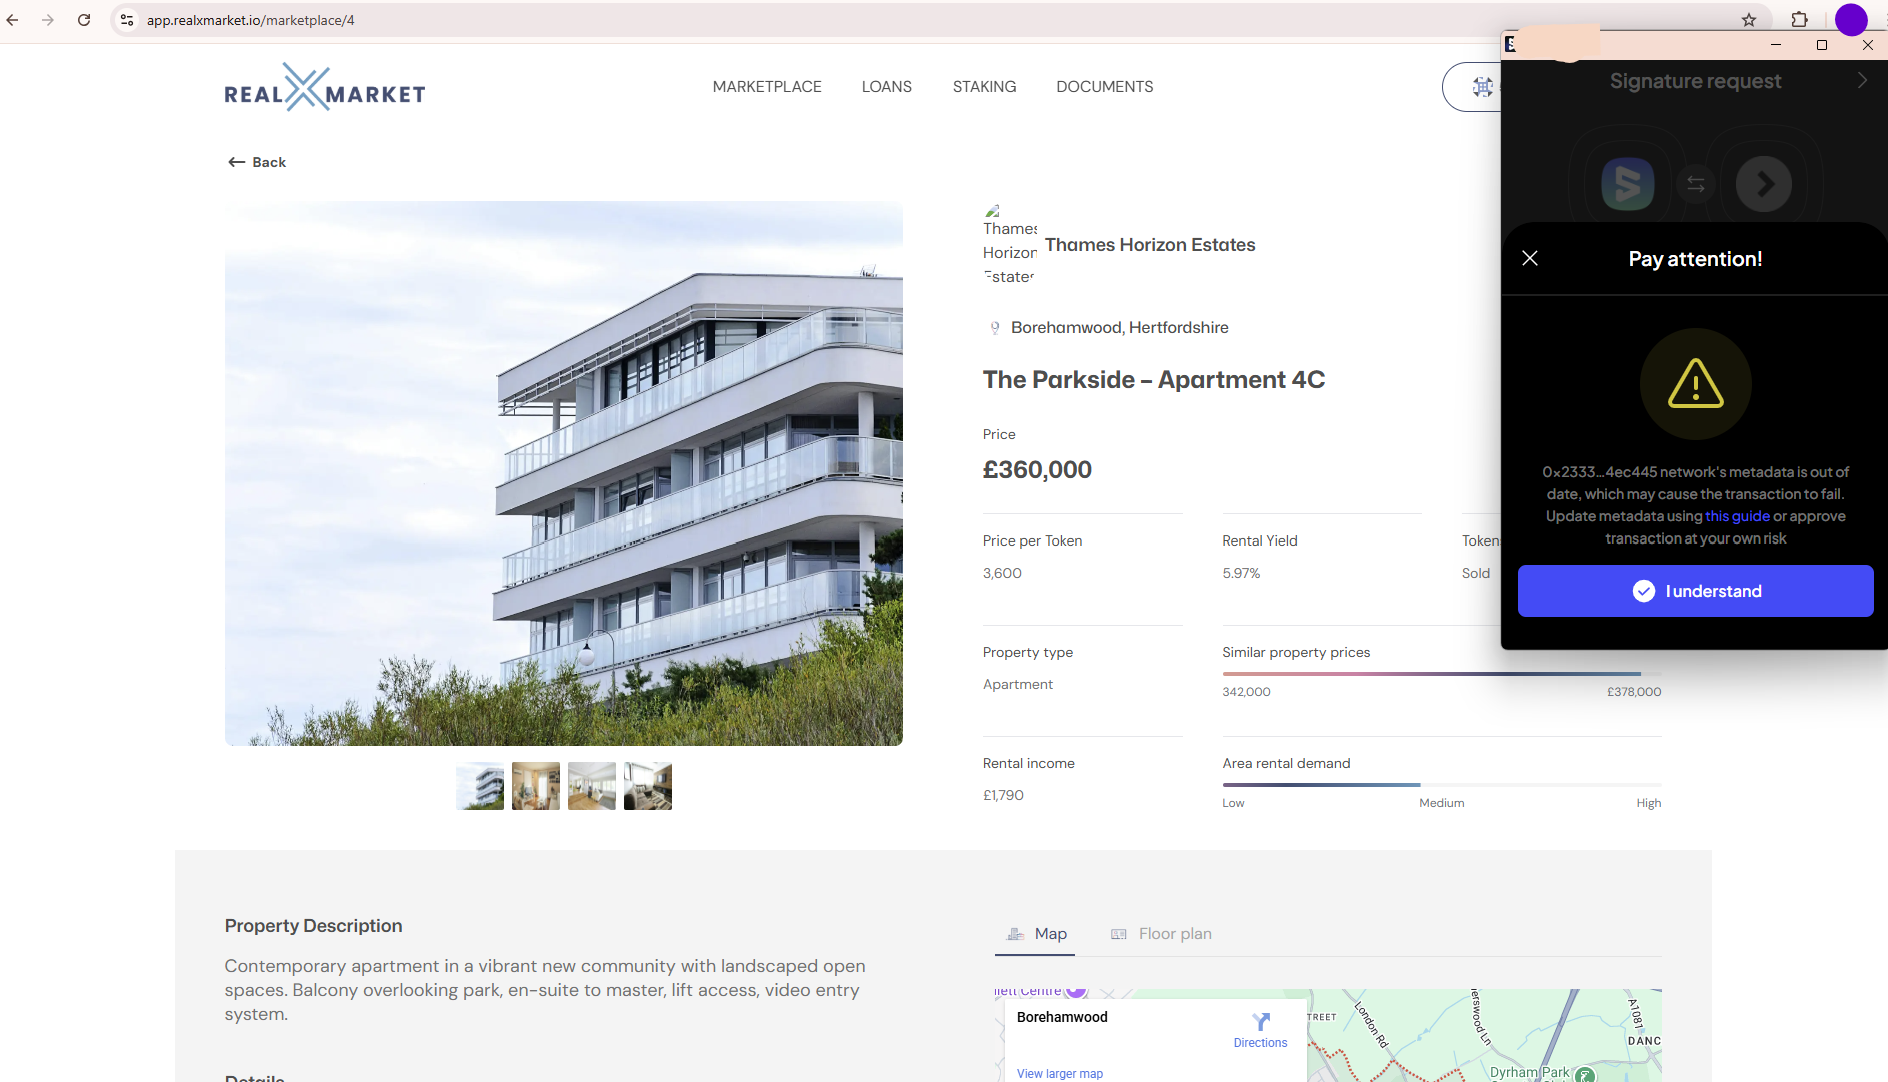 app.realxmarket.io/marketplace/4
REAL MARKET
MARKETPLACE
LOANS
STAKING
DOCUMENTS
Back
Thames
Horizon
Estates
Thames Horizon Estates
Borehamwood, Hertfordshire
The Parkside – Apartment 4C
Price
£360,000
Price per Token
3,600
Rental Yield
5.97%
Token
Sold
Property type
Apartment
Similar property prices
342,000
£378,000
Rental income
£1,790
Area rental demand
Low
Medium
High
Signature request
Pay attention!
0×2333...4ec445 network's metadata is out of
date, which may cause the transaction to fail.
Update metadata using this guide or approve
transaction at your own risk
I understand
Property Description
Contemporary apartment in a vibrant new community with landscaped open
spaces. Balcony overlooking park, en-suite to master, lift access, video entry
system.
Details
Map
Floor plan
Centre
Borehamwood
Directions
View larger map
TREET
London Rd
erswood Ln
A1081
DANC
Dyrham Park